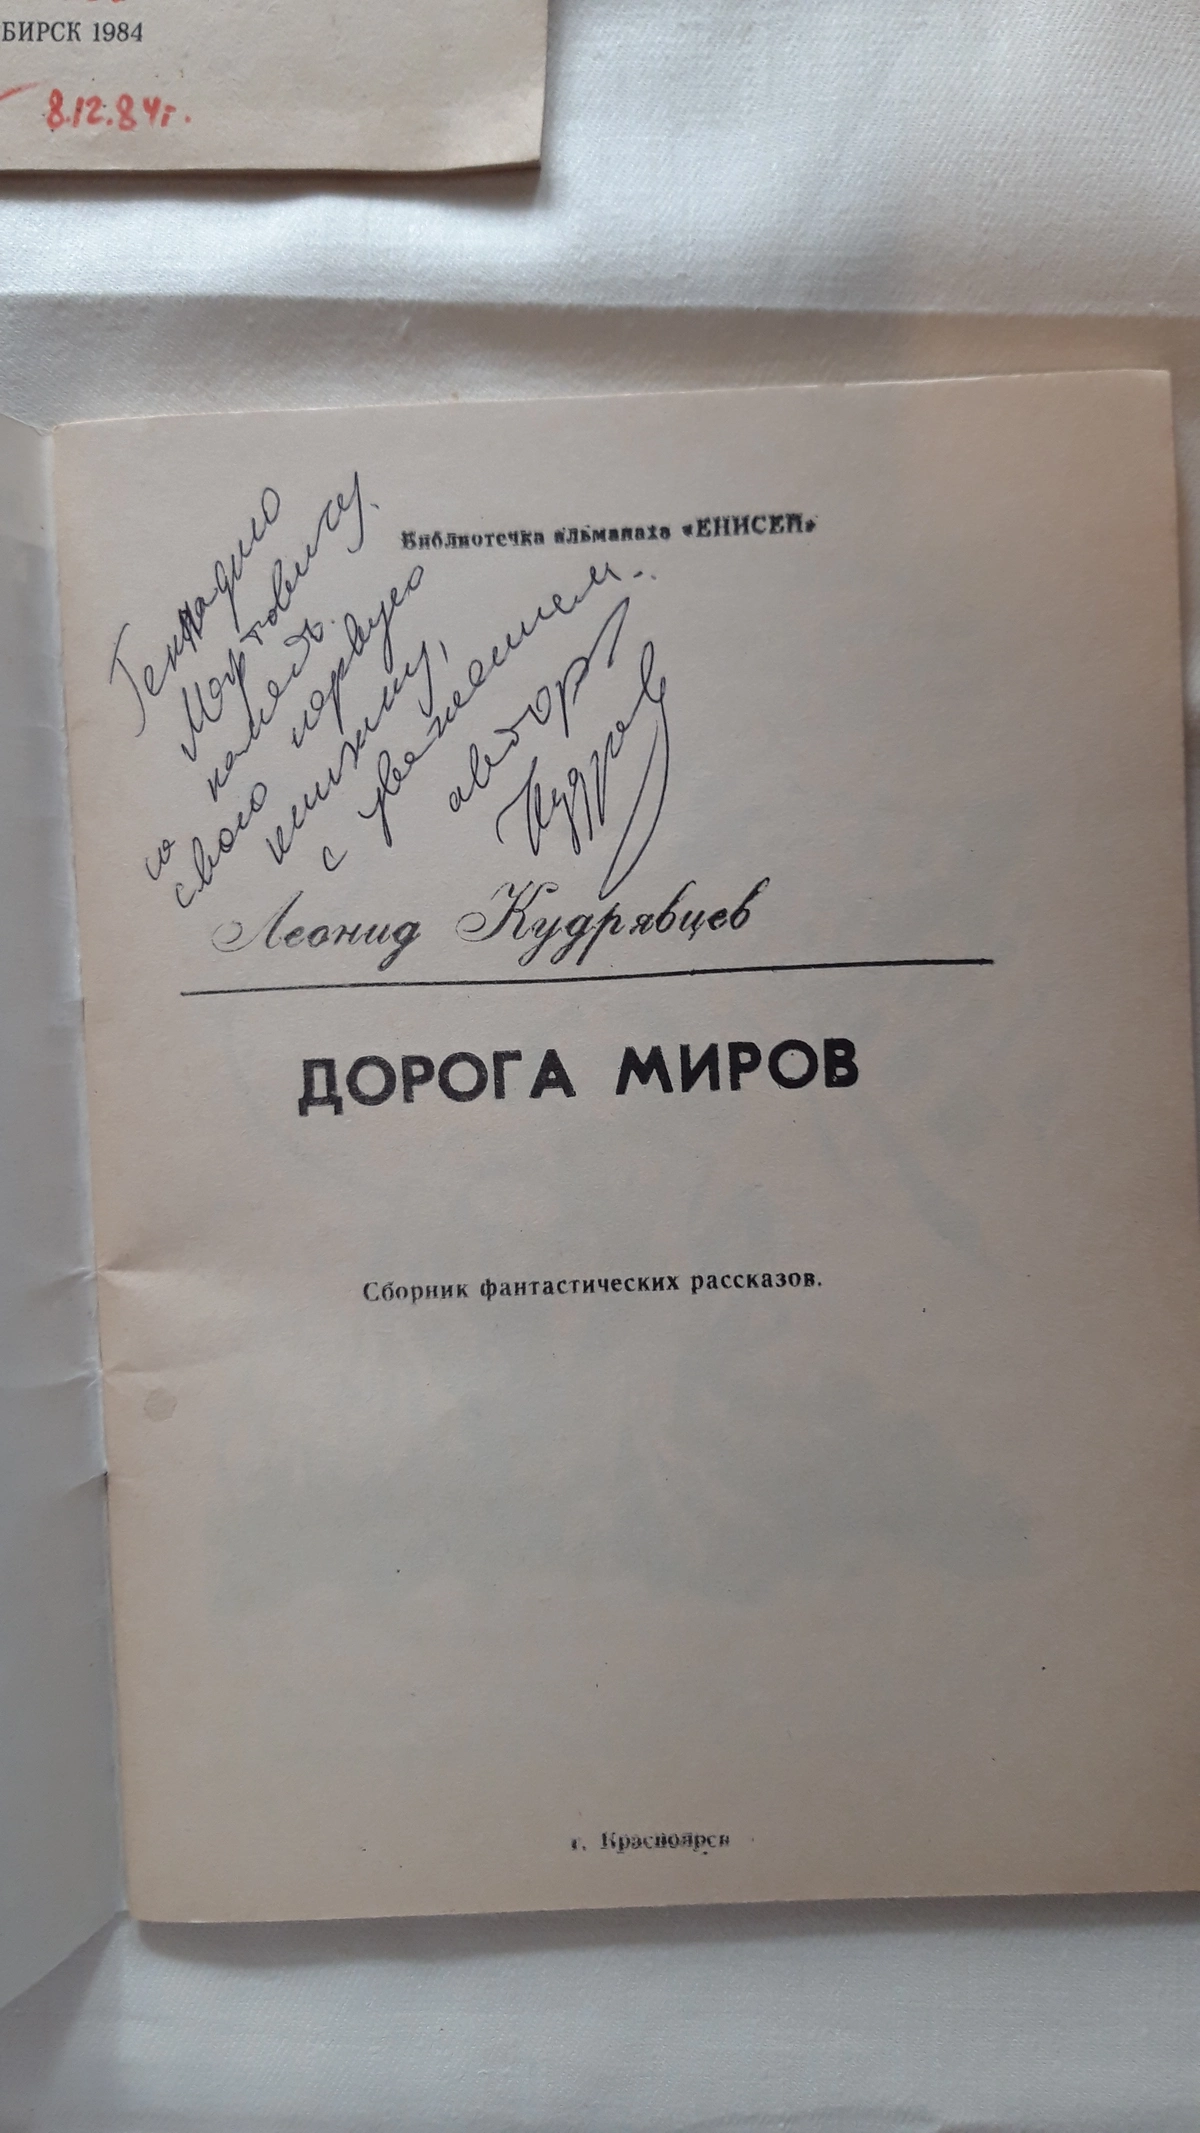 БИРСК 1984
8.12.84г.
Библиотечка альманаха «ЕНИСЕЙ»
Геннадию
Мартовичу
на память
свою первую
книжку,
с уважением..
автор
Леонид Кудрявцев
ДОРОГА МИРОВ
Сборник фантастических рассказов.
г. Красноярск